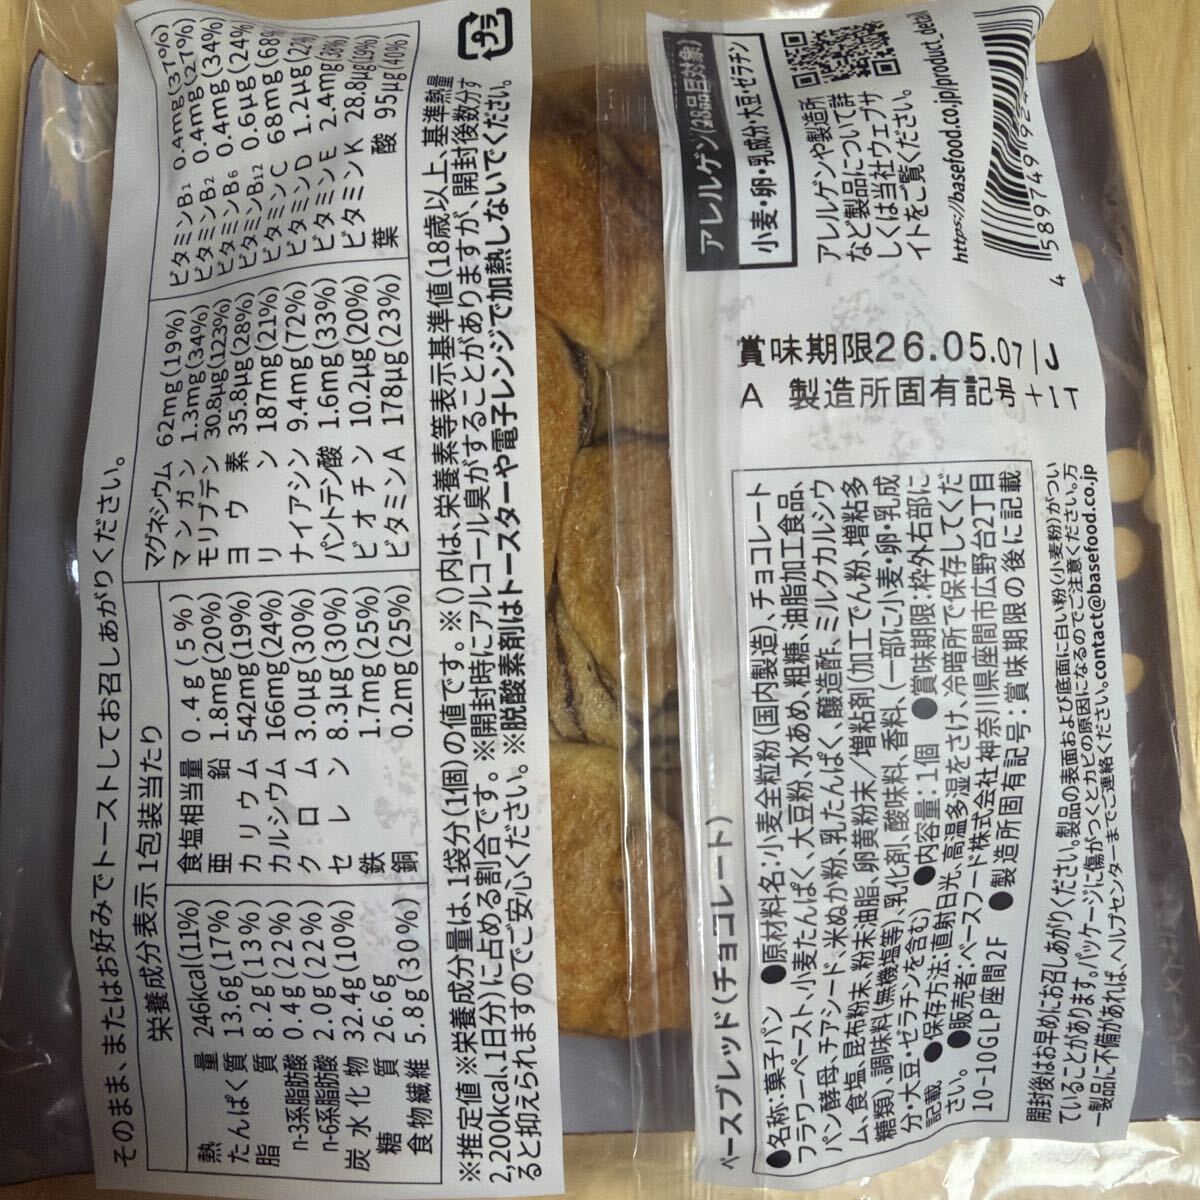 そのまま、またはお好みでトーストしてお召しあがりください。
栄養成分表示 1包装当たり
熱量 246kcal(11%)
たんぱく質 13.6g(17%)
脂質 8.2g(13%)
n-3系脂肪酸 0.4g(22%)
n-6系脂肪酸 2.0g(22%)
炭水化物 32.4g(10%)
糖質 26.6g
食物繊維 5.8g(30%)
食塩相当量 0.4g(5%)
亜鉛 1.8mg(20%)
カリウム 542mg(19%)
カルシウム 166mg(24%)
クロム 3.0μg(30%)
セレン 8.3μg(30%)
鉄 1.7mg(25%)
銅 0.2mg(25%)
マグネシウム 62mg(19%)
マンガン 1.3mg(34%)
モリブデン 30.8μg(123%)
ヨウ素 35.8μg(28%)
リン 187mg(21%)
ナイアシン 9.4mg(72%)
パントテン酸 1.6mg(33%)
ビオチン 10.2μg(20%)
ビタミンA 178μg(23%)
ビタミンB1 0.4mg(37%)
ビタミンB2 0.4mg(27%)
ビタミンB6 0.4mg(34%)
ビタミンB12 0.6μg(24%)
ビタミンC 68mg(68%)
ビタミンD 1.2μg(22%)
ビタミンE 2.4mg(38%)
ビタミンK 28.8μg(19%)
葉酸 95μg(40%)
※推定値 ※栄養成分量は、1袋分(1個)の値です。※()内は、栄養素等表示基準値(18歳以上、基準熱量
2,200kcal、1日分)に占める割合です。※開封時にアルコール臭がすることがありますが、開封後数分す
ると抑えられますのでご安心ください。※脱酸素剤はトースターや電子レンジで加熱しないでください。
プラ
ベースブレッド(チョコレート)
●名称:菓子パン ●原材料名:小麦全粒粉(国内製造)、チョコレート
フラワーペースト、小麦たんぱく、大豆粉、水あめ、粗糖、油脂加工食品、
パン酵母、チアシード、米ぬか粉、乳たんぱく、醸造酢、ミルクカルシウ
ム、食塩、昆布粉末、粉末油脂、卵黄粉末/増粘剤(加工でん粉、増粘多
糖類)、調味料(無機塩等)、乳化剤、酸味料、香料、(一部に小麦・卵・乳成
分・大豆・ゼラチンを含む) ●内容量:1個 ●賞味期限:枠外右部に
記載 ●保存方法:直射日光、高温多湿をさけ、冷暗所で保存してくだ
さい。 ●販売者:ベースフード株式会社神奈川県座間市広野台2丁目
10-10GLP座間2F ●製造所固有記号:賞味期限の後に記載
開封後はお早めにお召しあがりください。製品の表面および底面に白い粉(小麦粉)がつい
ていることがあります。パッケージに傷がつくとカビの原因になるのでご注意ください。万
一製品に不備があれば、ヘルプセンターまでご連絡ください。contact@basefood.co.jp
賞味期限26.05.07/J
A 製造所固有記号+IT
アレルゲン(28品目対象)
小麦・卵・乳成分・大豆・ゼラチン
アレルゲンや製造所
など製品について詳
しくは当社ウェブサ
イトをご覧ください。
https://basefood.co.jp/product_detail